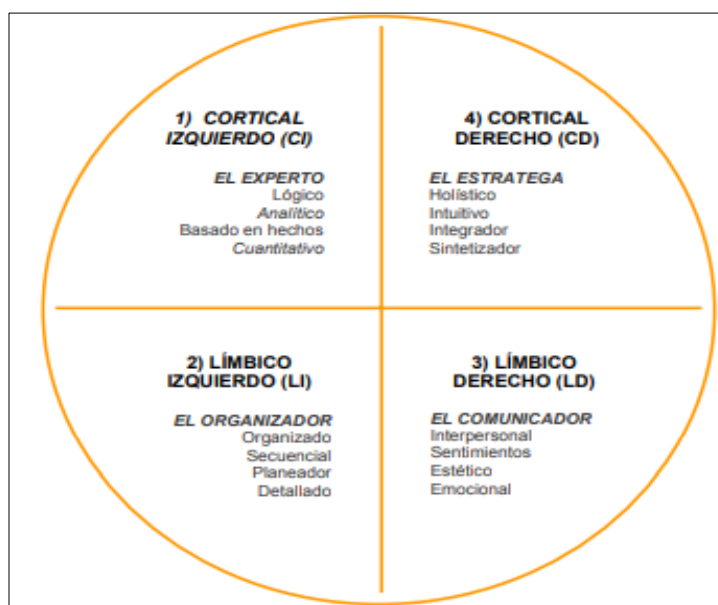 1) CORTICAL
IZQUIERDO (CI)
EL EXPERTO
Lógico
Analítico
Basado en hechos
Cuantitativo
4) CORTICAL
DERECHO (CD)
EL ESTRATEGA
Holístico
Intuitivo
Integrador
Sintetizador
2) LÍMBICO
IZQUIERDO (LI)
EL ORGANIZADOR
Organizado
Secuencial
Planeador
Detallado
3) LÍMBICO
DERECHO (LD)
EL COMUNICADOR
Interpersonal
Sentimientos
Estético
Emocional